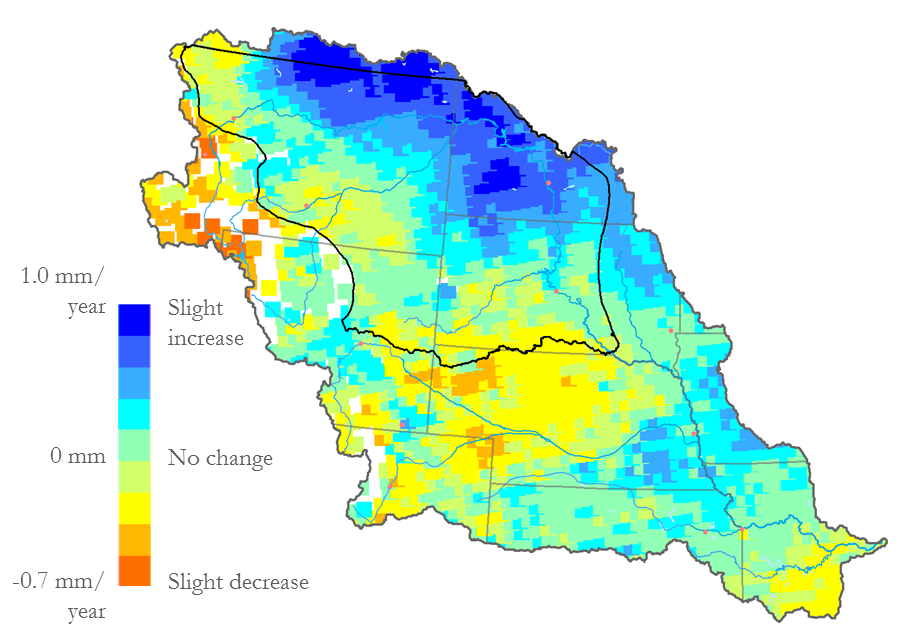 1.0 mm/
year
Slight
increase
0 mm
No change
-0.7 mm/
year
Slight decrease